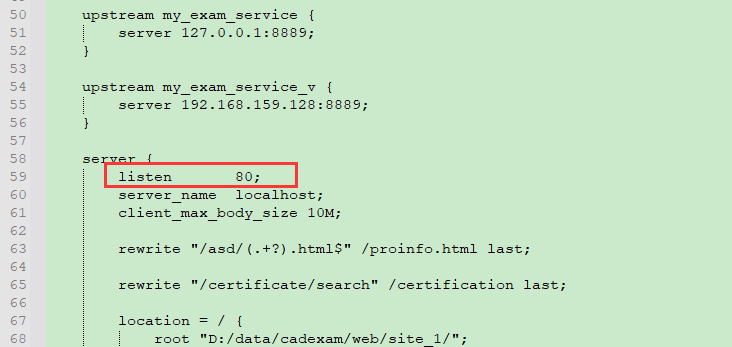 50 upstream my_exam_service {
51 server 127.0.0.1:8889;
52 }
53
54 upstream my_exam_service_v {
55 server 192.168.159.128:8889;
56 }
57
58 server {
59 listen 80;
60 server_name localhost;
61 client_max_body_size 10M;
62
63 rewrite "/asd/(.+?).html$" /proinfo.html last;
64
65 rewrite "/certificate/search" /certification last;
66
67 location = / {
68 root "D:/data/cadexam/web/site_1/";